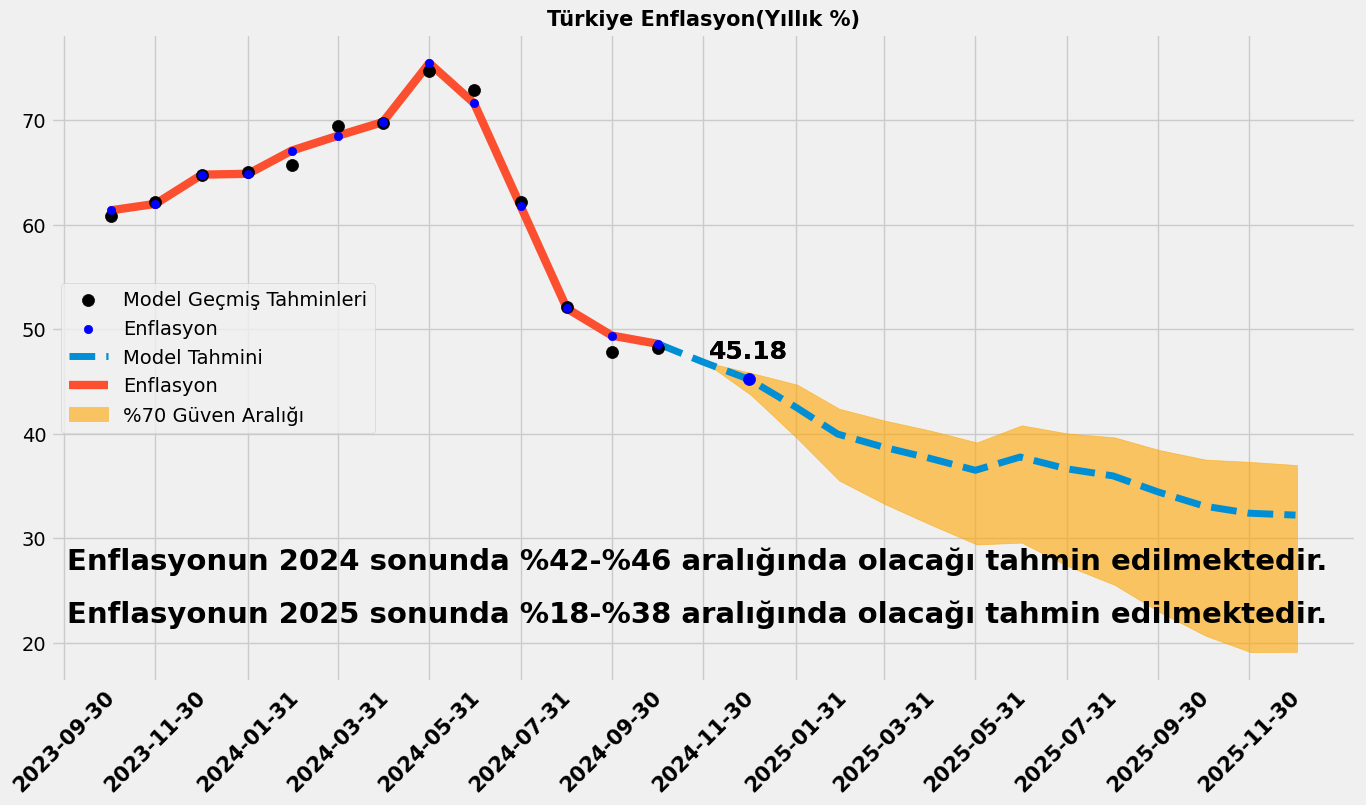 Türkiye Enflasyon(Yıllık %)
70
60
50
40
30
20
45.18
Model Geçmiş Tahminleri
Enflasyon
Model Tahmini
Enflasyon
%70 Güven Aralığı
Enflasyonun 2024 sonunda %42-%46 aralığında olacağı tahmin edilmektedir.
Enflasyonun 2025 sonunda %18-%38 aralığında olacağı tahmin edilmektedir.
2023-09-30
2023-11-30
2024-01-31
2024-03-31
2024-05-31
2024-07-31
2024-09-30
2024-11-30
2025-01-31
2025-03-31
2025-05-31
2025-07-31
2025-09-30
2025-11-30